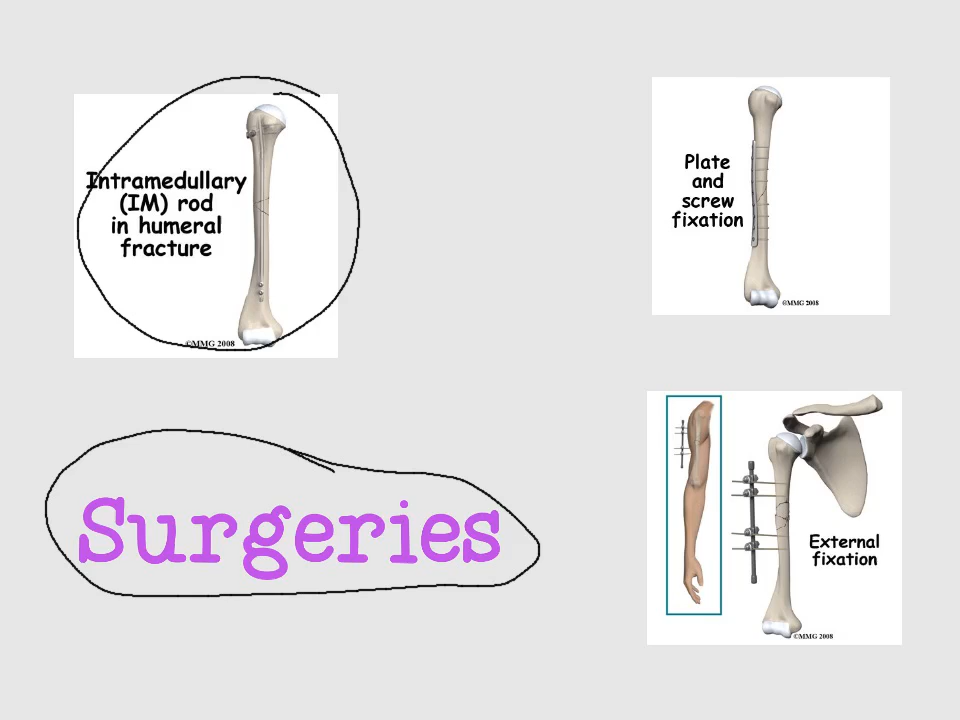 Intramedullary
(IM) rod
in humeral
fracture
©MMG 2008
Plate
and
screw
fixation
©MMG 2008
Surgeries
External
fixation
©MMG 2008